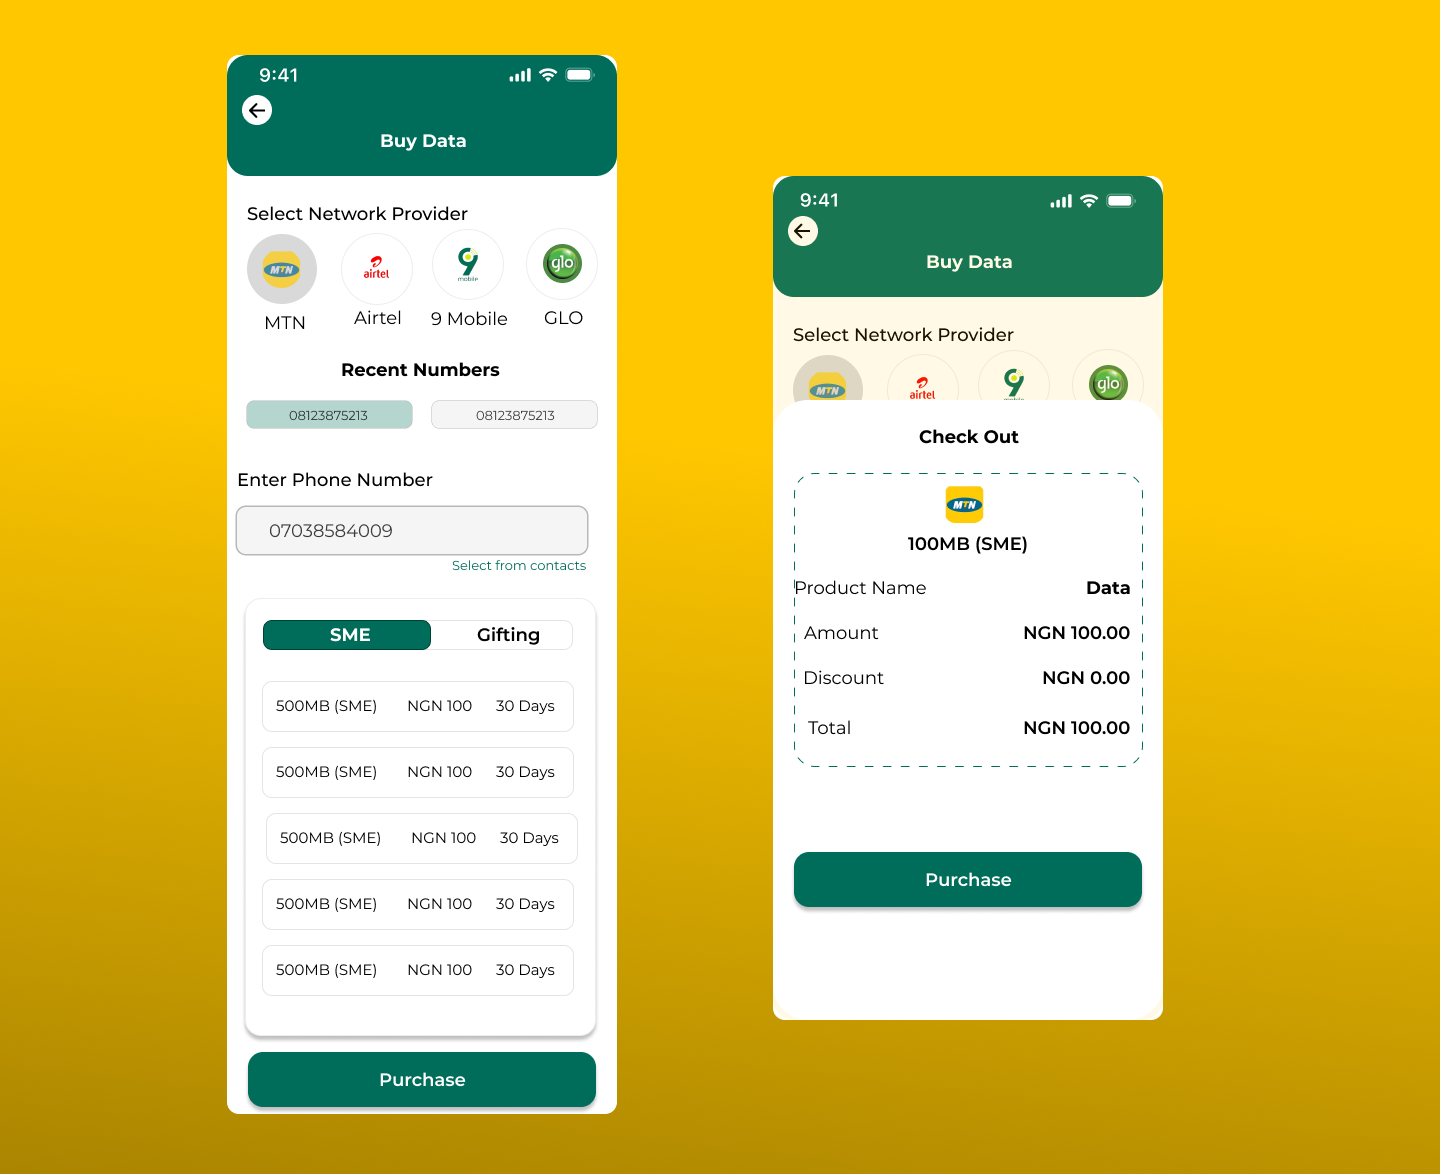 9:41
Buy Data
Select Network Provider
MTN
airtel
9 mobile
glo
MTN
Airtel
9 Mobile
GLO
Recent Numbers
08123875213
08123875213
Enter Phone Number
07038584009
Select from contacts
SME
Gifting
500MB (SME) NGN 100 30 Days
500MB (SME) NGN 100 30 Days
500MB (SME) NGN 100 30 Days
500MB (SME) NGN 100 30 Days
500MB (SME) NGN 100 30 Days
Purchase
9:41
Buy Data
Select Network Provider
MTN
airtel
9 mobile
glo
Check Out
MTN
100MB (SME)
Product Name Data
Amount NGN 100.00
Discount NGN 0.00
Total NGN 100.00
Purchase